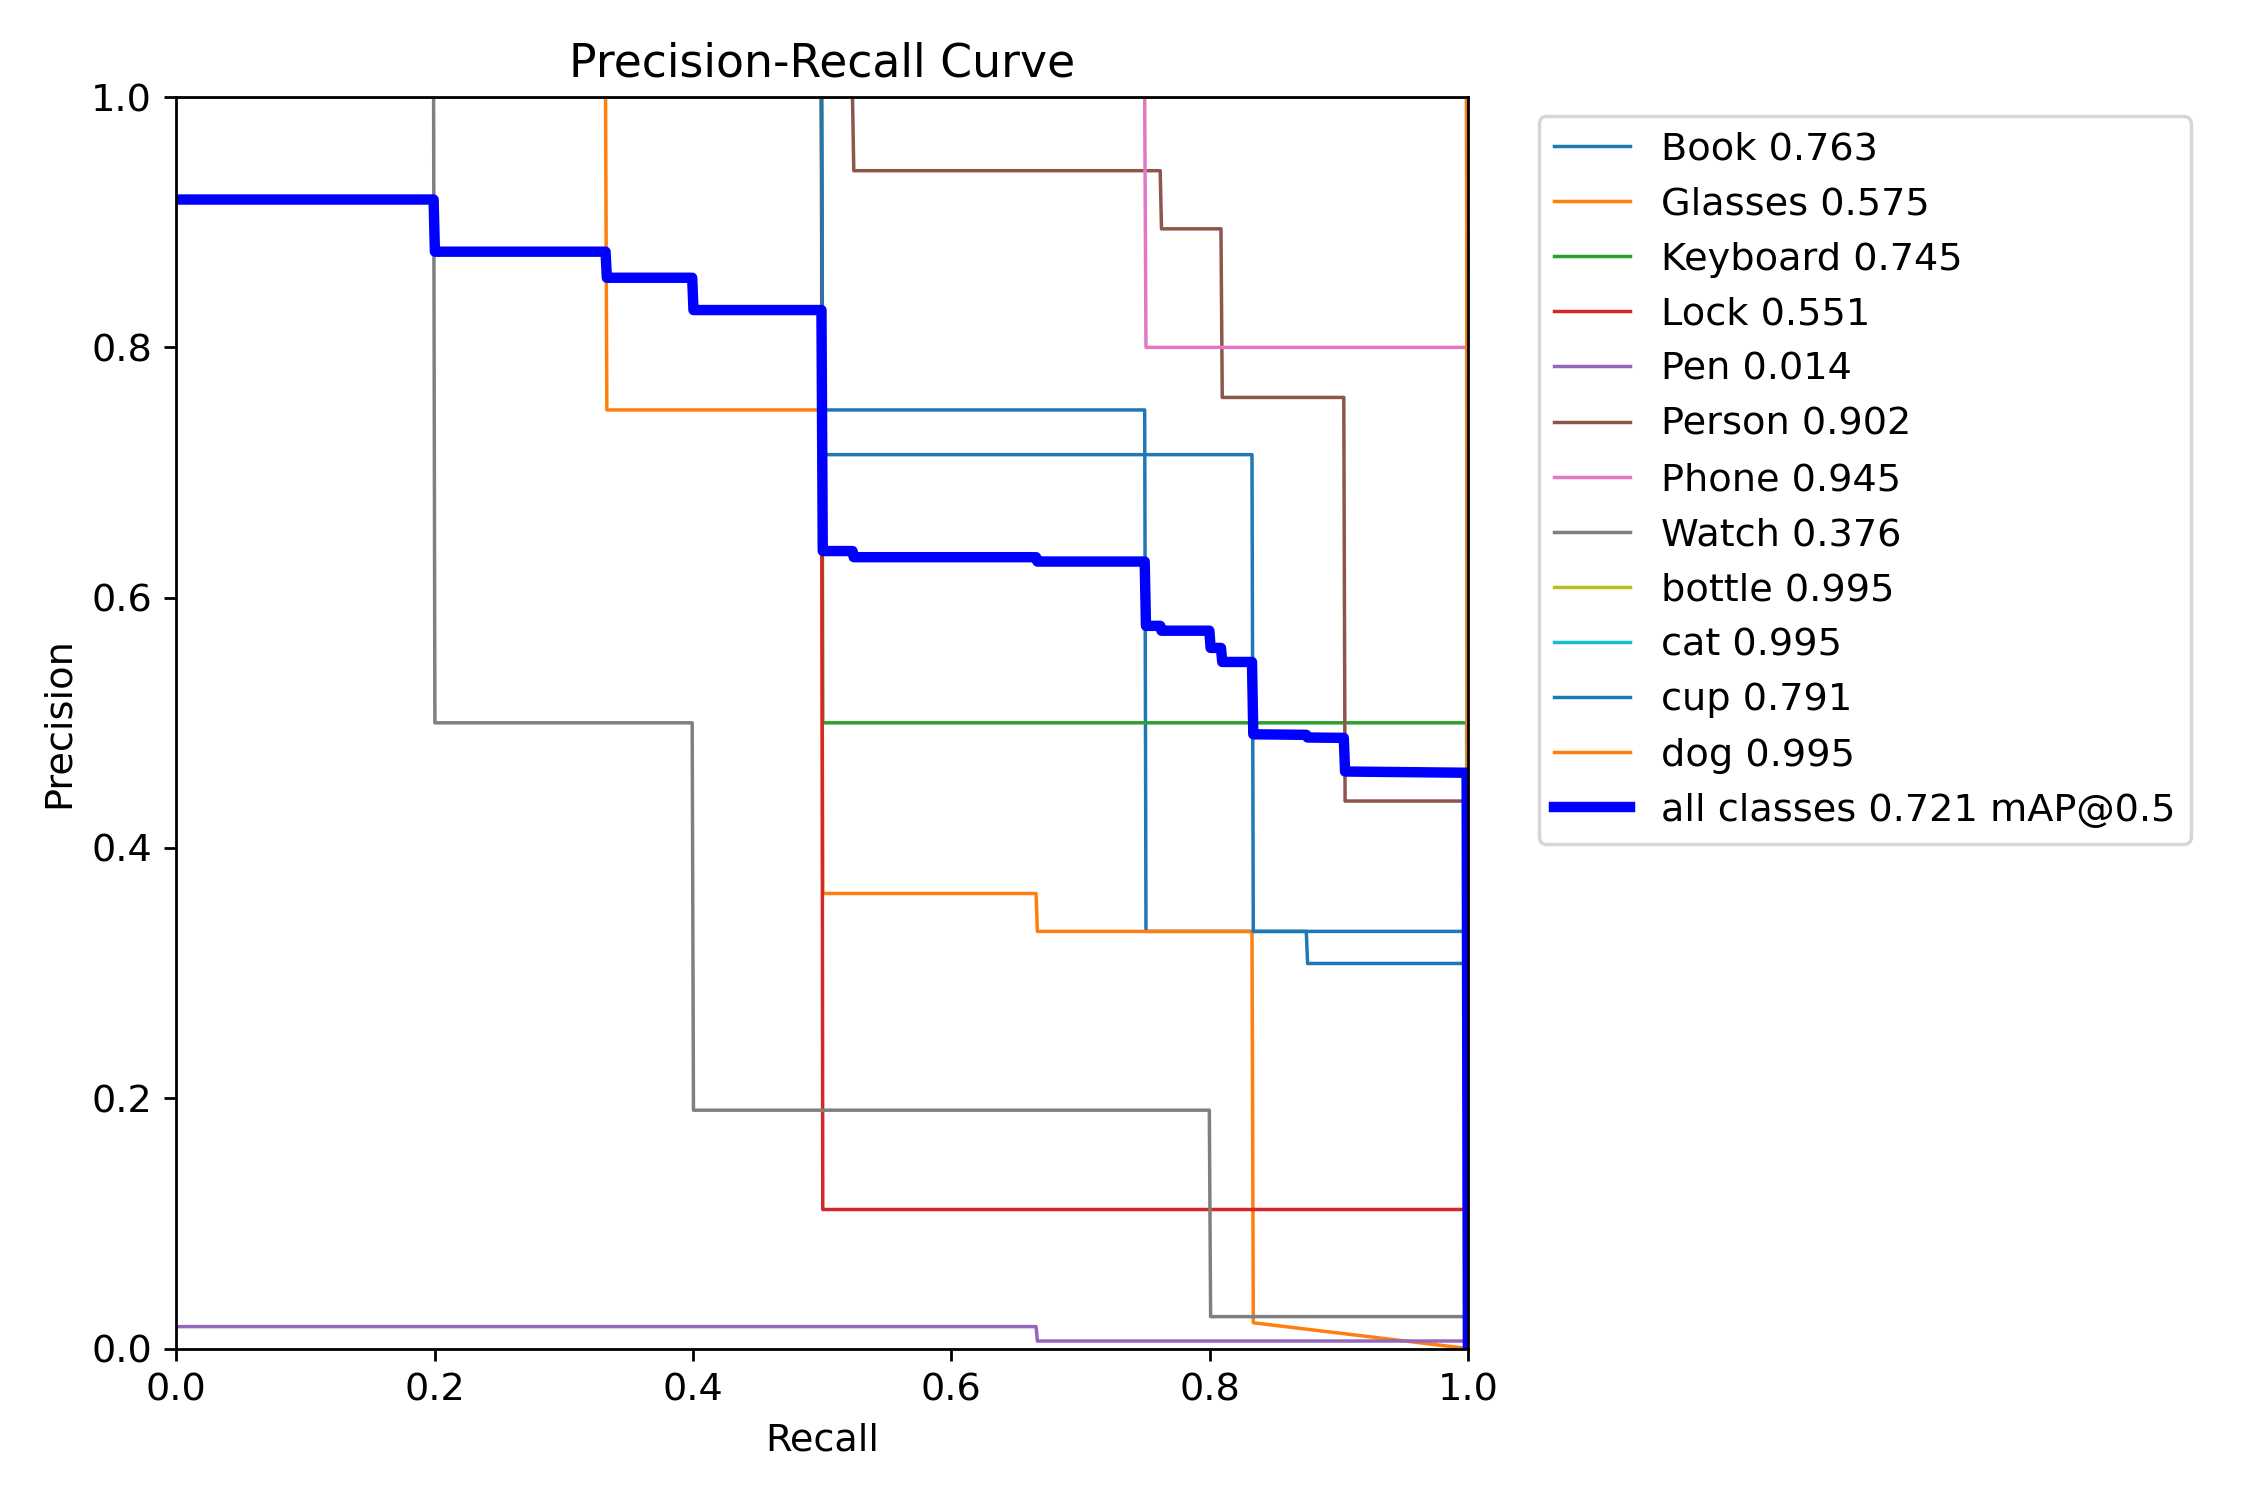 Precision-Recall Curve
1.0
0.8
0.6
0.4
0.2
0.0
Precision
0.0 0.2 0.4 0.6 0.8 1.0
Recall
Book 0.763
Glasses 0.575
Keyboard 0.745
Lock 0.551
Pen 0.014
Person 0.902
Phone 0.945
Watch 0.376
bottle 0.995
cat 0.995
cup 0.791
dog 0.995
all classes 0.721 mAP@0.5